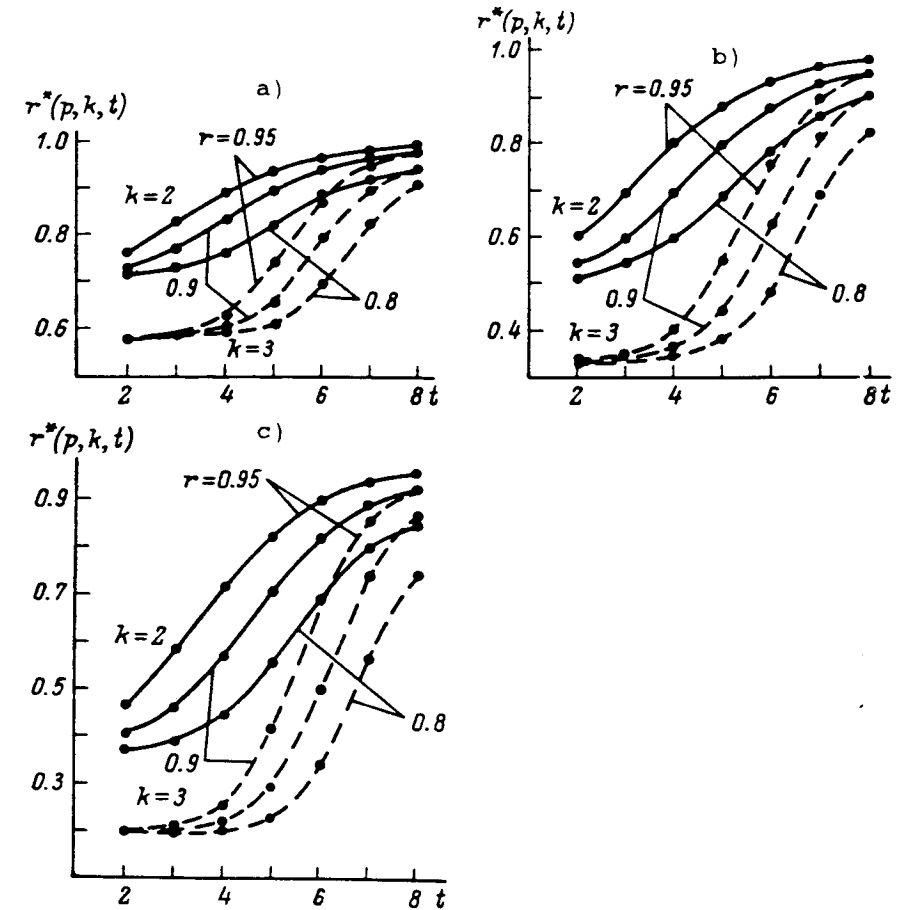 a)
r*(p,k,t)
1.0
r=0.95
k=2
0.8
0.9
0.8
0.6
k=3
2 4 6 8 t
b)
r*(p,k,t)
1.0
r=0.95
0.8
k=2
0.6
0.9
0.8
0.4
k=3
2 4 6 8 t
c)
r*(p,k,t)
r=0.95
0.9
0.7
k=2
0.5
0.8
0.9
0.3
k=3
2 4 6 8 t